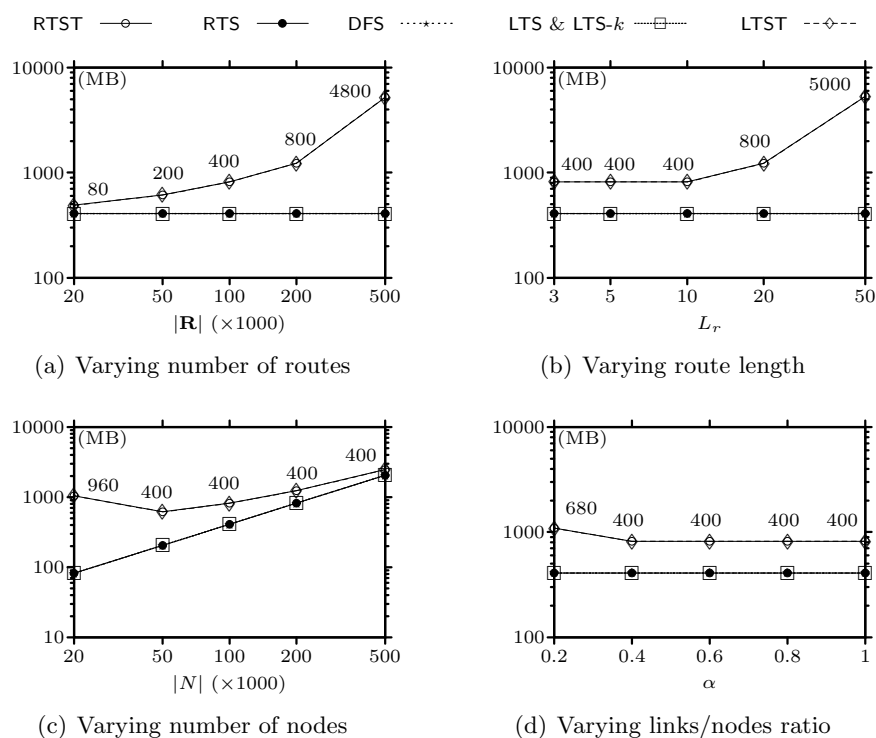 RTST RTS DFS LTS & LTS-k LTST
10000
(MB)
4800
800
400
200
80
1000
100
20 50 100 200 500
|R| (×1000)
(a) Varying number of routes
10000
(MB)
5000
800
400 400 400
1000
100
3 5 10 20 50
L_r
(b) Varying route length
10000
(MB)
960 400 400 400 400
1000
100
10
20 50 100 200 500
|N| (×1000)
(c) Varying number of nodes
10000
(MB)
680 400 400 400 400
1000
100
0.2 0.4 0.6 0.8 1
α
(d) Varying links/nodes ratio